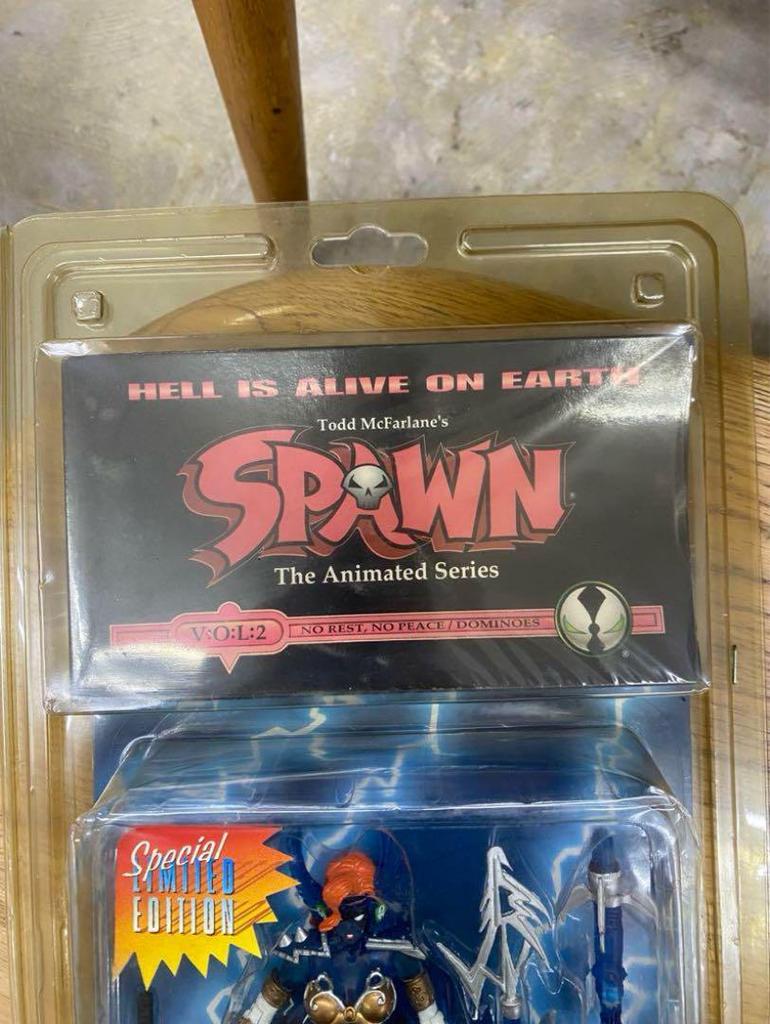 HELL IS ALIVE ON EARTH
Todd McFarlane's
SPAWN
The Animated Series
V:O:L:2 NO REST, NO PEACE / DOMINOES
®
Special
LIMITED
EDITION